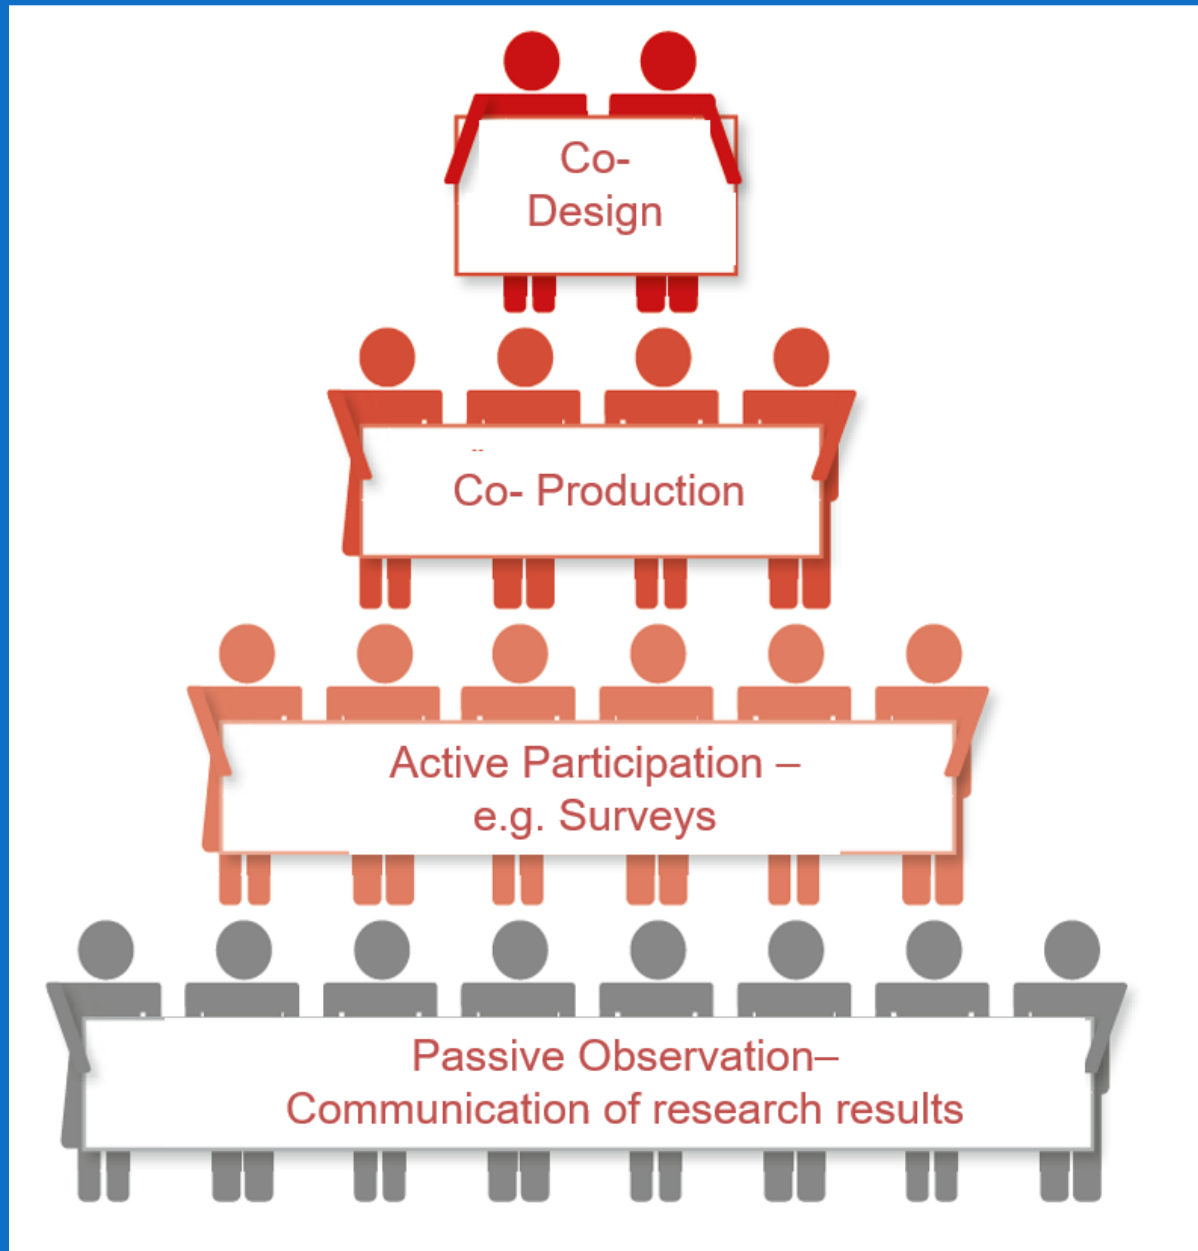 Co-
Design
Co- Production
Active Participation –
e.g. Surveys
Passive Observation–
Communication of research results